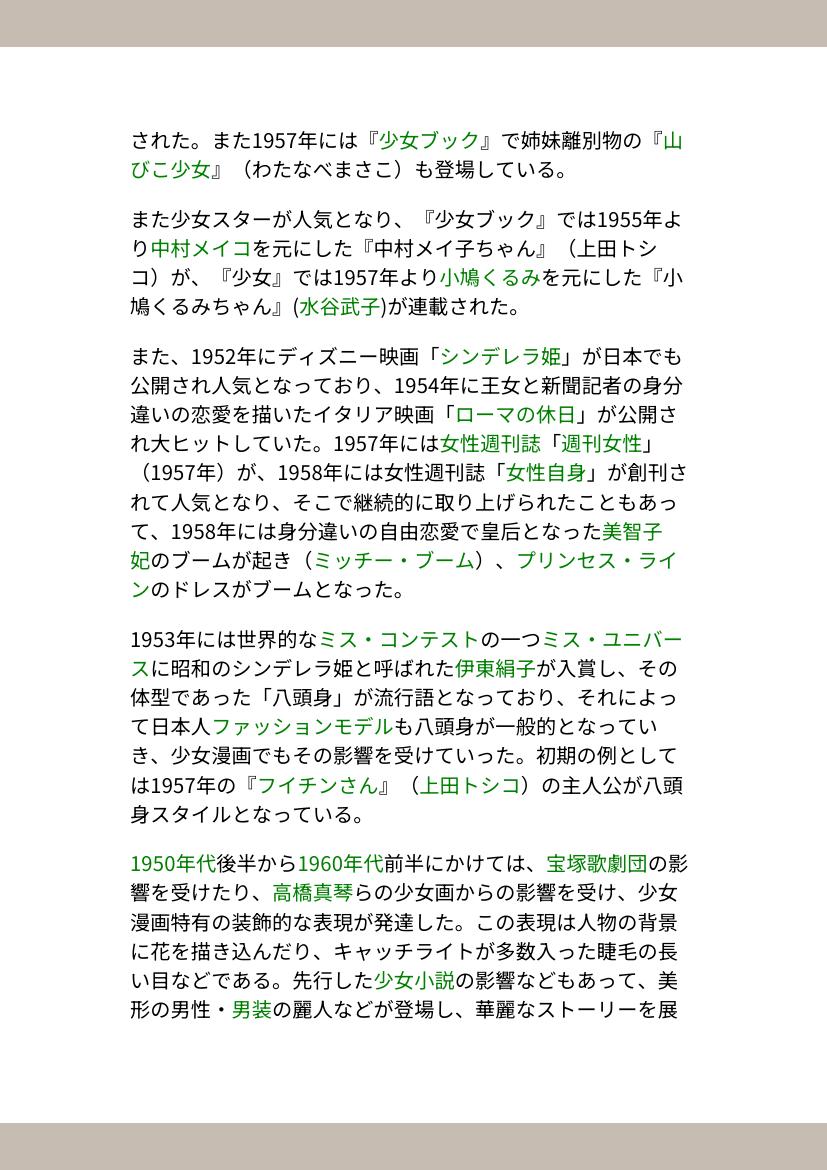 された。また1957年には『少女ブック』で姉妹離別物の『山
びこ少女』（わたなべまさこ）も登場している。
また少女スターが人気となり、『少女ブック』では1955年よ
り中村メイコを元にした『中村メイ子ちゃん』（上田トシ
コ）が、『少女』では1957年より小鳩くるみを元にした『小
鳩くるみちゃん』(水谷武子)が連載された。
また、1952年にディズニー映画「シンデレラ姫」が日本でも
公開され人気となっており、1954年に王女と新聞記者の身分
違いの恋愛を描いたイタリア映画「ローマの休日」が公開さ
れ大ヒットしていた。1957年には女性週刊誌「週刊女性」
（1957年）が、1958年には女性週刊誌「女性自身」が創刊さ
れて人気となり、そこで継続的に取り上げられたこともあっ
て、1958年には身分違いの自由恋愛で皇后となった美智子
妃のブームが起き（ミッチー・ブーム）、プリンセス・ライ
ンのドレスがブームとなった。
1953年には世界的なミス・コンテストの一つミス・ユニバー
スに昭和のシンデレラ姫と呼ばれた伊東絹子が入賞し、その
体型であった「八頭身」が流行語となっており、それによっ
て日本人ファッションモデルも八頭身が一般的となってい
き、少女漫画でもその影響を受けていった。初期の例として
は1957年の『フイチンさん』（上田トシコ）の主人公が八頭
身スタイルとなっている。
1950年代後半から1960年代前半にかけては、宝塚歌劇団の影
響を受けたり、高橋真琴らの少女画からの影響を受け、少女
漫画特有の装飾的な表現が発達した。この表現は人物の背景
に花を描き込んだり、キャッチライトが多数入った睫毛の長
い目などである。先行した少女小説の影響などもあって、美
形の男性・男装の麗人などが登場し、華麗なストーリーを展